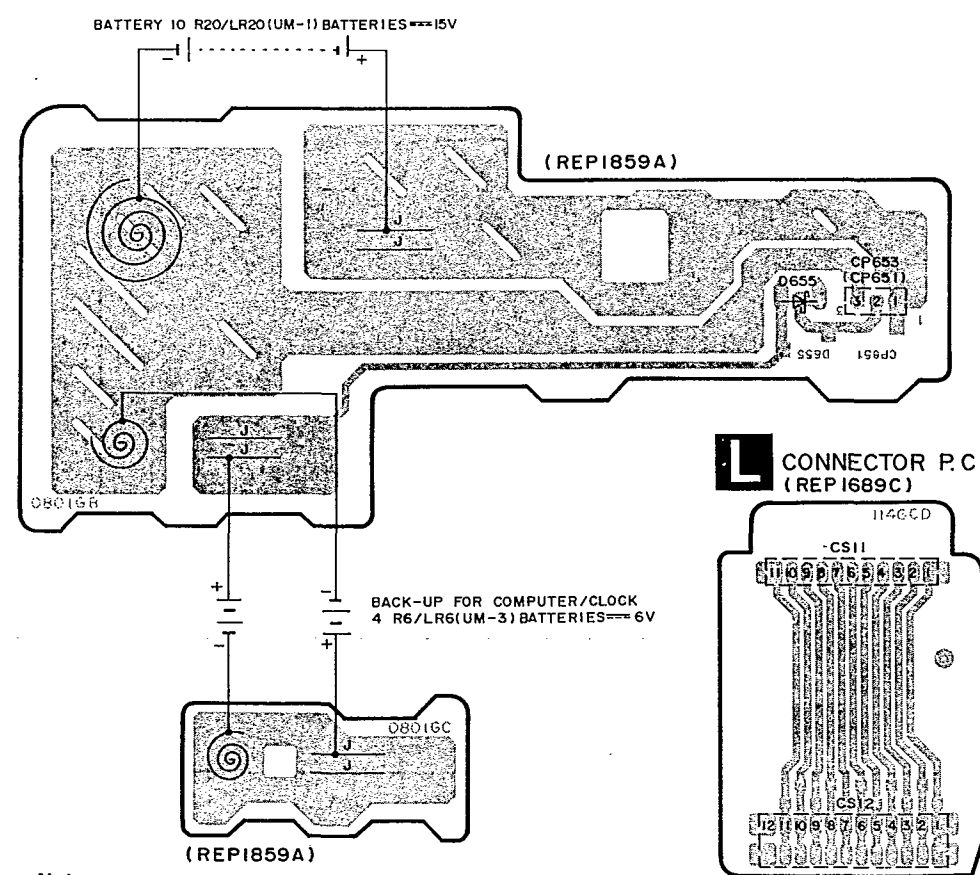 BATTERY 10 R20/LR20(UM-1) BATTERIES⎓15V
- +
(REP1859A)
J
J
CP653
(CP651)
D655
3 2 1
3 1
D655 CP651
J
J
0801GB
L CONNECTOR P.C
(REP1689C)
114GCD
CS11
11 10 9 8 7 6 5 4 3 2 1
+ -
BACK-UP FOR COMPUTER/CLOCK
4 R6/LR6(UM-3) BATTERIES⎓6V
- +
0801GC
J
J
CS12
12 11 10 9 8 7 6 5 4 3 2 1
(REP1859A)